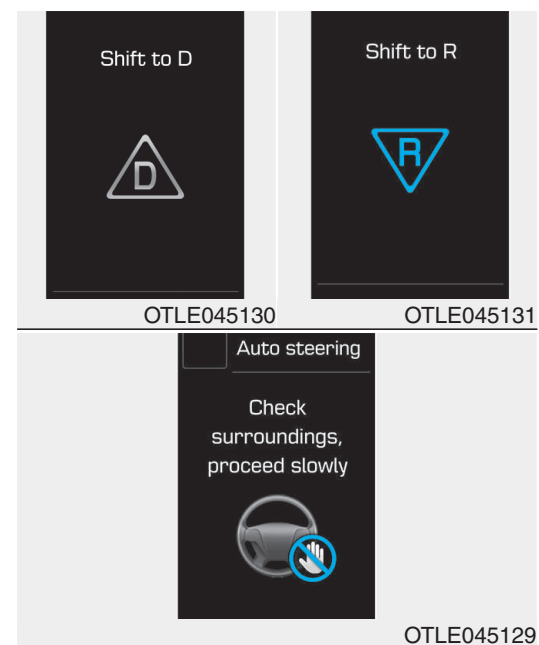 Shift to D
D
OTLE045130
Shift to R
R
OTLE045131
Auto steering
Check
surroundings,
proceed slowly
OTLE045129